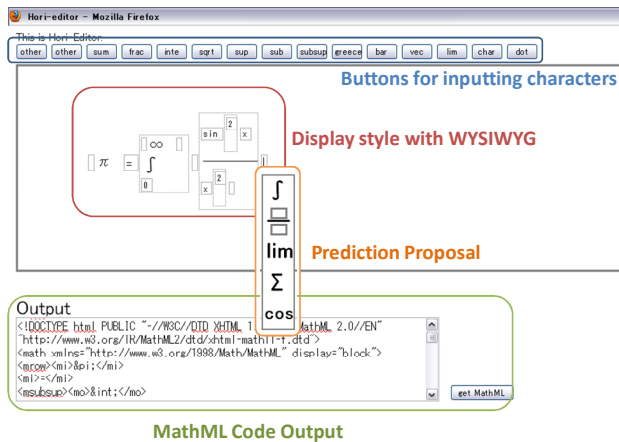 Hori-editor - Mozilla Firefox
This is Hori-Editor.
other other sum frac inte sqrt sup sub subsup greece bar vec lim char dot
Buttons for inputting characters
∞
sin 2 x
Display style with WYSIWYG
π = ∫
0
x 2
∫
lim
Prediction Proposal
Σ
cos
Output
<!DOCTYPE html PUBLIC "-//W3C//DTD XHTML 1. MathML 2.0//EN"
"http://www.w3.org/TR/MathML2/dtd/xhtml-math11-f.dtd">
<math xmlns="http://www.w3.org/1998/Math/MathML" display="block">
<mrow><mi>&pi;</mi>
<mi>=</mi>
<msubsup><mo>&int;</mo>
get MathML
MathML Code Output